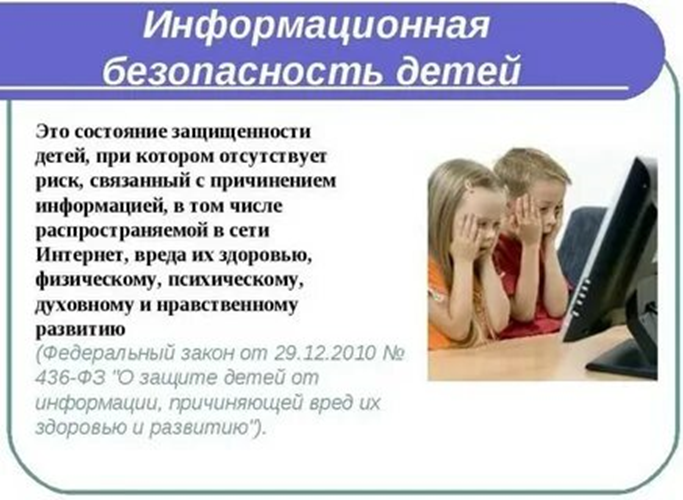 Информационная
безопасность детей
Это состояние защищенности
детей, при котором отсутствует
риск, связанный с причинением
информацией, в том числе
распространяемой в сети
Интернет, вреда их здоровью,
физическому, психическому,
духовному и нравственному
развитию
(Федеральный закон от 29.12.2010 №
436-ФЗ "О защите детей от
информации, причиняющей вред их
здоровью и развитию").